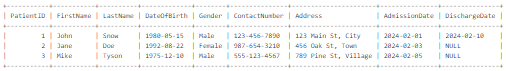 | PatientID | FirstName | LastName | DateOfBirth | Gender | ContactNumber | Address | AdmissionDate | DischargeDate |
| 1 | John | Snow | 1980-05-15 | Male | 123-456-7890 | 123 Main St, City | 2024-02-01 | 2024-02-10 |
| 2 | Jane | Doe | 1992-08-22 | Female | 987-654-3210 | 456 Oak St, Town | 2024-02-03 | NULL |
| 3 | Mike | Tyson | 1975-12-10 | Male | 555-123-4567 | 789 Pine St, Village | 2024-02-05 | NULL |